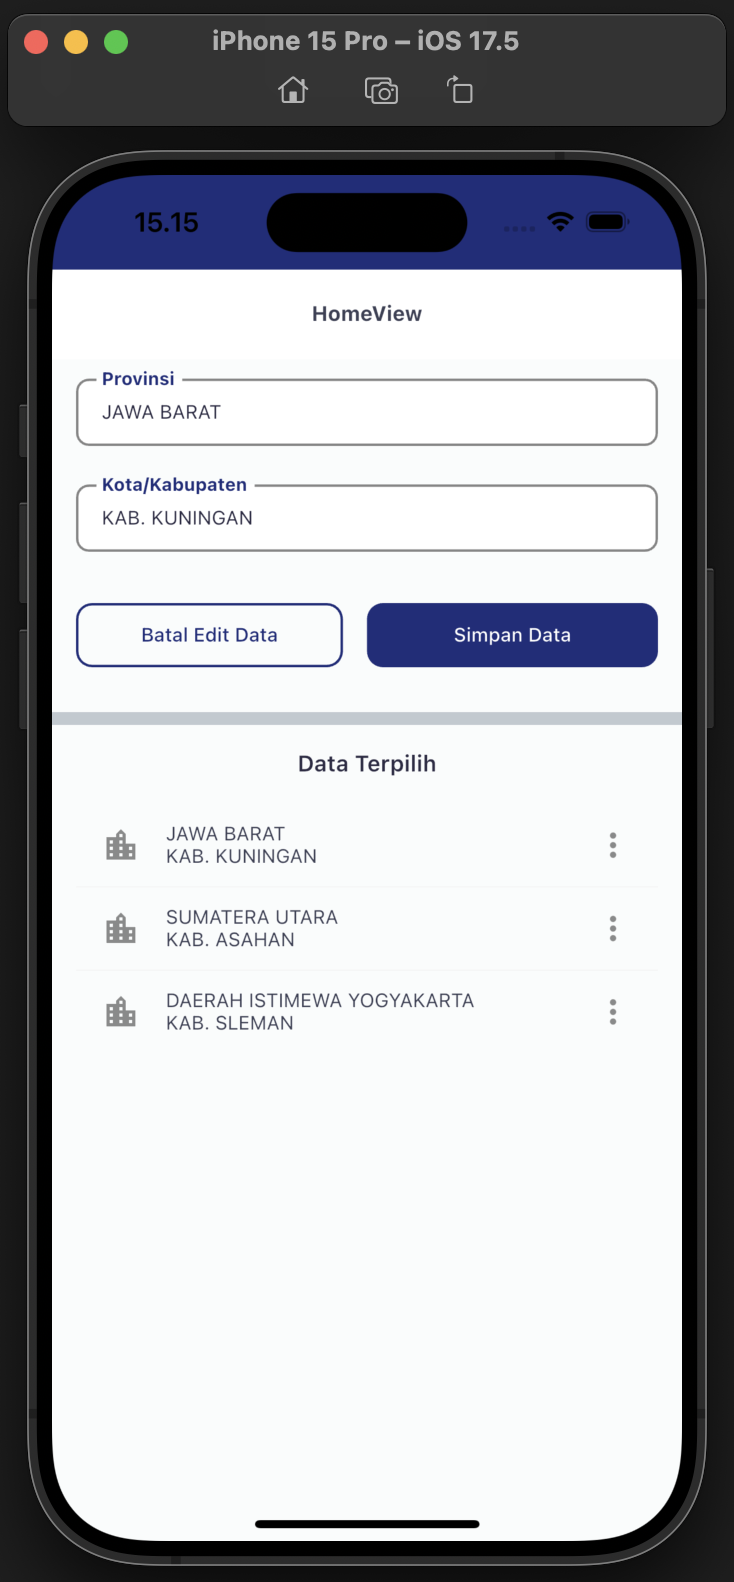 iPhone 15 Pro – iOS 17.5
15.15
HomeView
Provinsi
JAWA BARAT
Kota/Kabupaten
KAB. KUNINGAN
Batal Edit Data
Simpan Data
Data Terpilih
JAWA BARAT
KAB. KUNINGAN
SUMATERA UTARA
KAB. ASAHAN
DAERAH ISTIMEWA YOGYAKARTA
KAB. SLEMAN